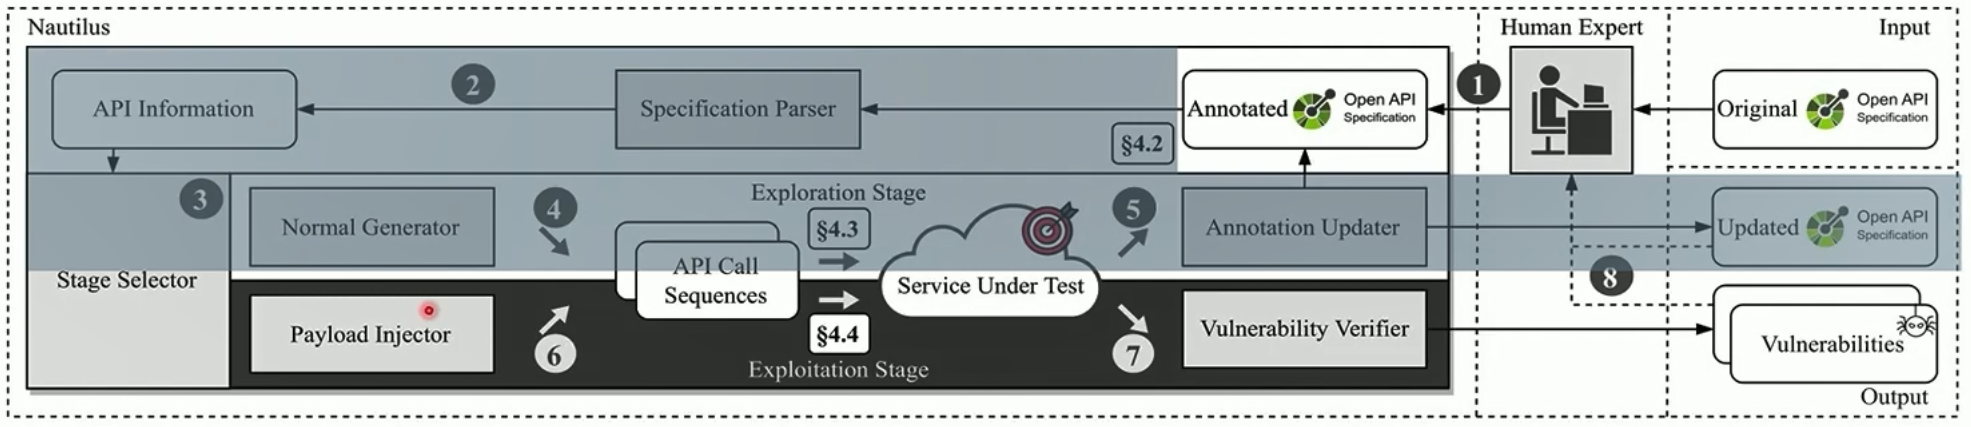 Nautilus
Human Expert
Input
API Information
2
Specification Parser
Annotated
Open API
Specification
1
Original
Open API
Specification
§4.2
3
Stage Selector
Normal Generator
4
Exploration Stage
§4.3
API Call
Sequences
Service Under Test
5
Annotation Updater
Updated
Open API
Specification
8
Payload Injector
6
§4.4
Exploitation Stage
7
Vulnerability Verifier
Vulnerabilities
Output